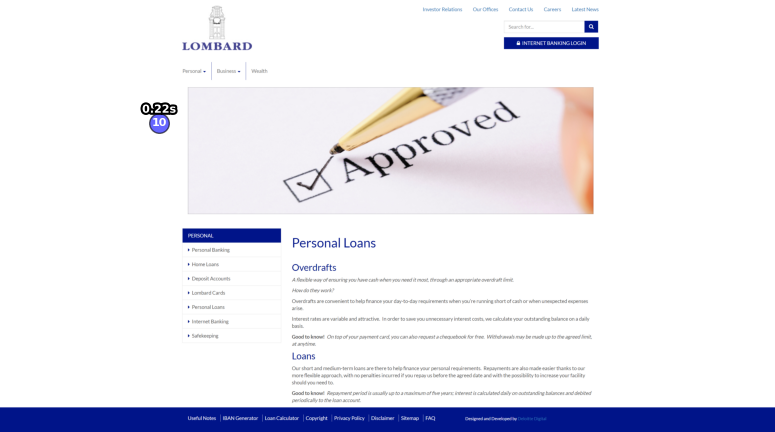 Investor Relations Our Offices Contact Us Careers Latest News
LOMBARD
Search for...
INTERNET BANKING LOGIN
Personal Business Wealth
0.22s
10
Approved
PERSONAL
Personal Banking
Home Loans
Deposit Accounts
Lombard Cards
Personal Loans
Internet Banking
Safekeeping
Personal Loans
Overdrafts
A flexible way of ensuring you have cash when you need it most, through an appropriate overdraft limit.
How do they work?
Overdrafts are convenient to help finance your day-to-day requirements when you're running short of cash or when unexpected expenses
arise.
Interest rates are variable and attractive. In order to save you unnecessary interest costs, we calculate your outstanding balance on a daily
basis.
Good to know! On top of your payment card, you can also request a chequebook for free. Withdrawals may be made up to the agreed limit,
at anytime.
Loans
Our short and medium-term loans are there to help finance your personal requirements. Repayments are also made easier thanks to our
more flexible approach, with no penalties incurred if you repay us before the agreed date and with the possibility to increase your facility
should you need to.
Good to know! Repayment period is usually up to a maximum of five years; interest is calculated daily on outstanding balances and debited
periodically to the loan account.
Useful Notes IBAN Generator Loan Calculator Copyright Privacy Policy Disclaimer Sitemap FAQ Designed and Developed by Deloitte Digital